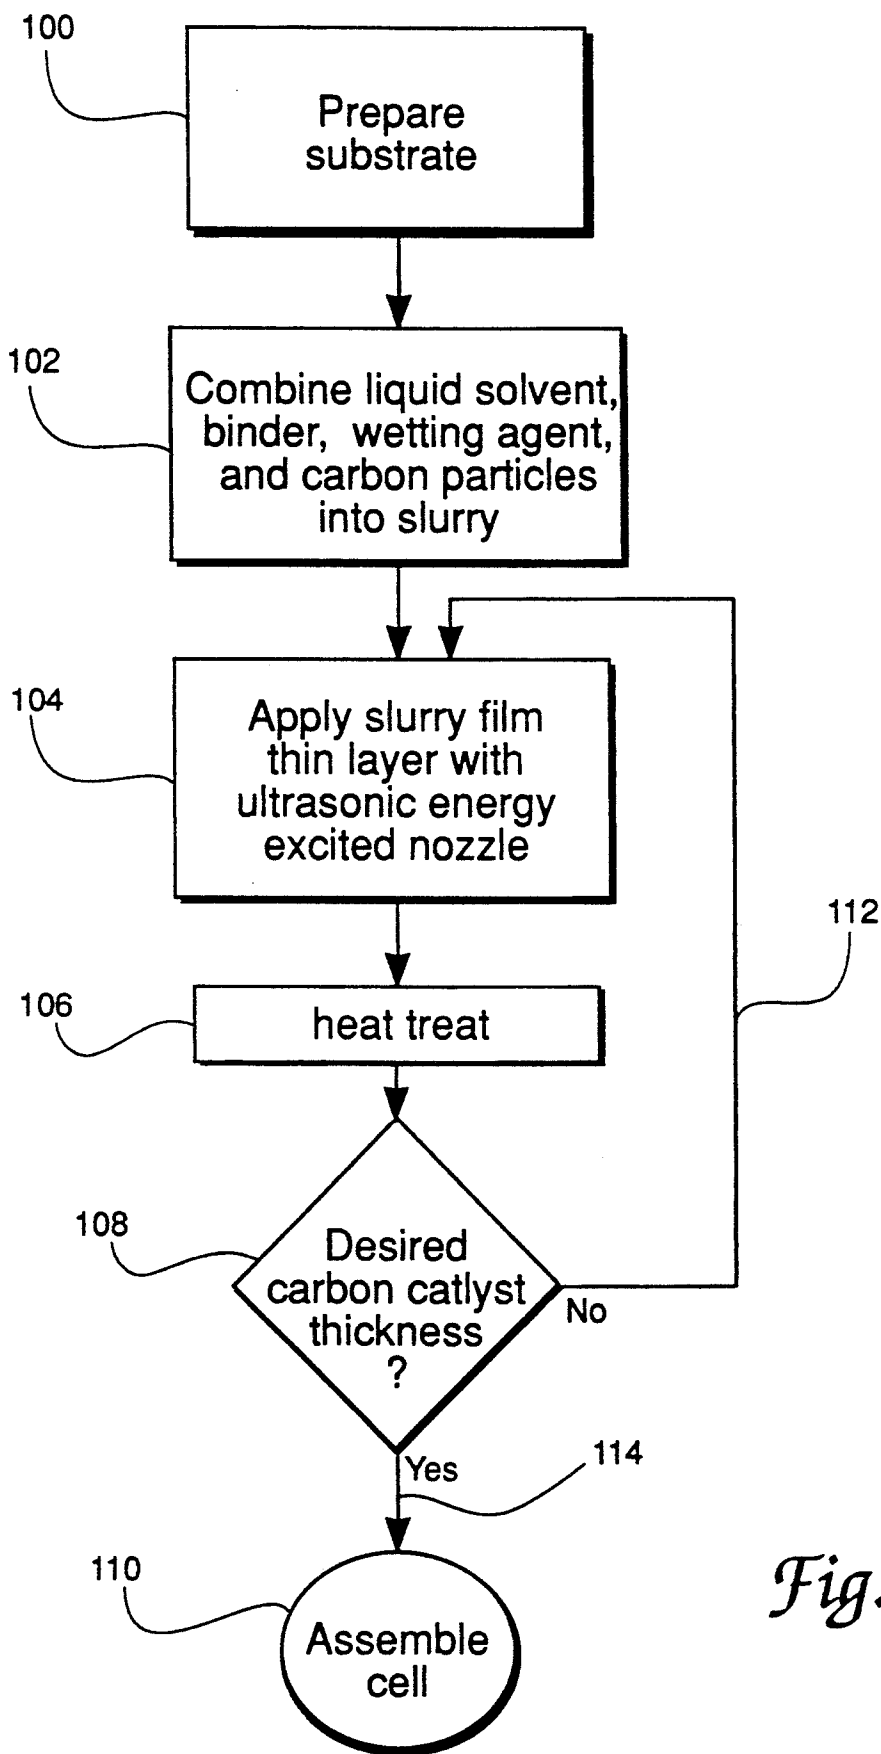 100
Prepare
substrate
102
Combine liquid solvent,
binder, wetting agent,
and carbon particles
into slurry
104
Apply slurry film
thin layer with
ultrasonic energy
excited nozzle
112
106
heat treat
108
Desired
carbon catlyst
thickness
?
No
Yes
114
110
Assemble
cell
Fig.